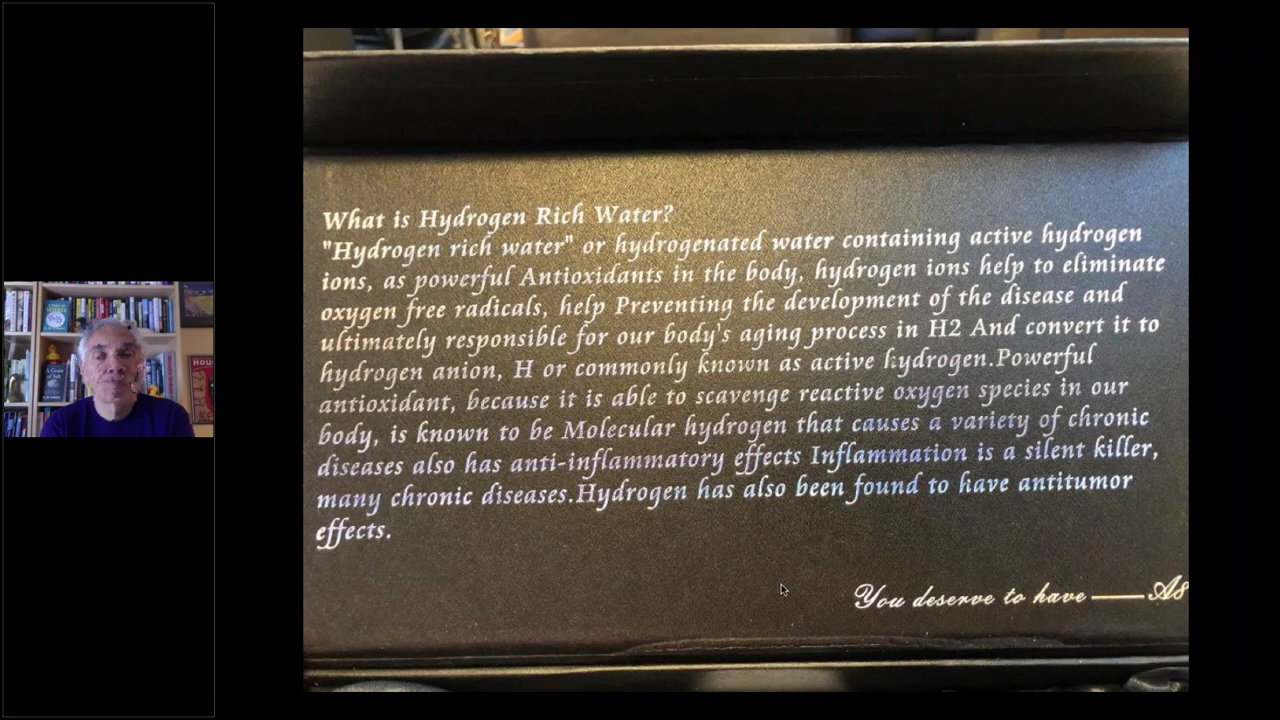 What is Hydrogen Rich Water?
"Hydrogen rich water" or hydrogenated water containing active hydrogen
ions, as powerful Antioxidants in the body, hydrogen ions help to eliminate
oxygen free radicals, help Preventing the development of the disease and
ultimately responsible for our body's aging process in H2 And convert it to
hydrogen anion, H or commonly known as active hydrogen.Powerful
antioxidant, because it is able to scavenge reactive oxygen species in our
body, is known to be Molecular hydrogen that causes a variety of chronic
diseases also has anti-inflammatory effects Inflammation is a silent killer,
many chronic diseases.Hydrogen has also been found to have antitumor
effects.
You deserve to have —— A8
A Grain of Salt
HOU